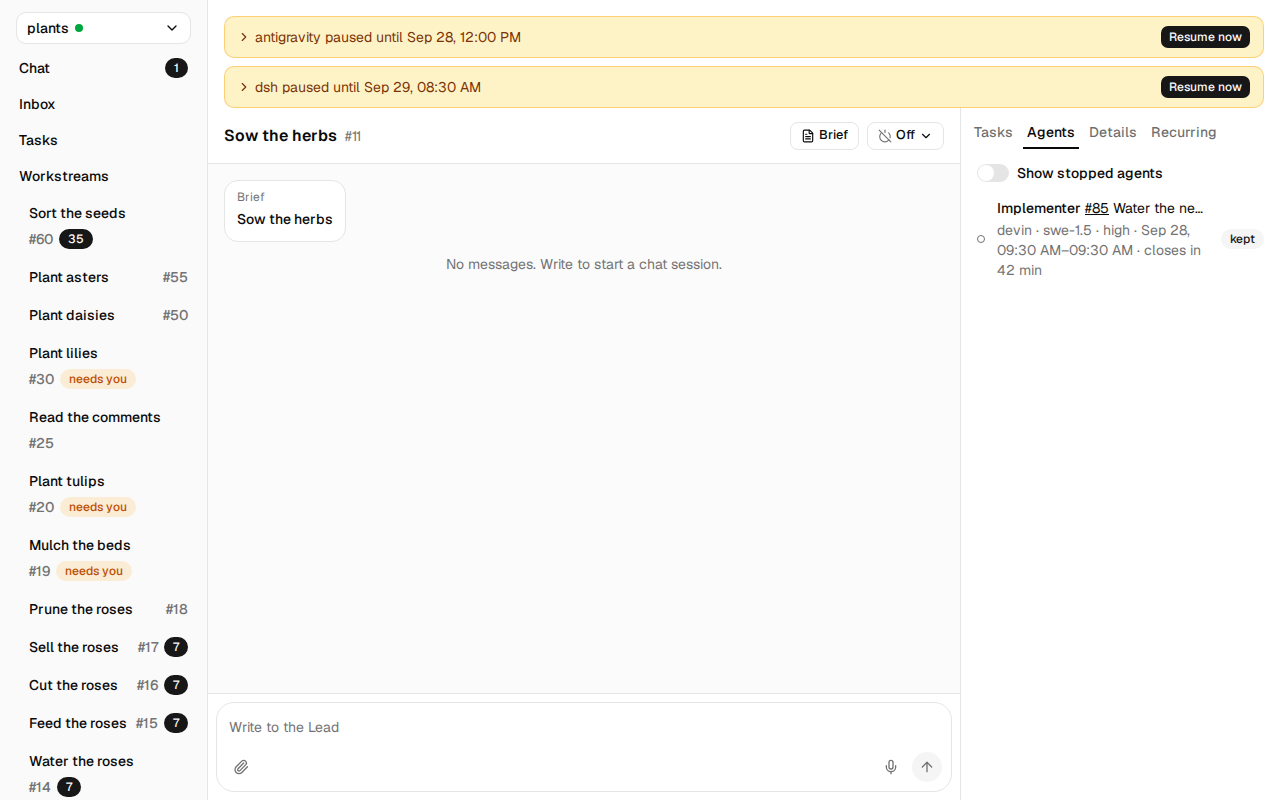 plants
Chat 1
Inbox
Tasks
Workstreams
Sort the seeds
#60 35
Plant asters #55
Plant daisies #50
Plant lilies
#30 needs you
Read the comments
#25
Plant tulips
#20 needs you
Mulch the beds
#19 needs you
Prune the roses #18
Sell the roses #17 7
Cut the roses #16 7
Feed the roses #15 7
Water the roses
#14 7
antigravity paused until Sep 28, 12:00 PM Resume now
dsh paused until Sep 29, 08:30 AM Resume now
Sow the herbs #11 Brief Off
Brief
Sow the herbs
No messages. Write to start a chat session.
Write to the Lead
Tasks Agents Details Recurring
Show stopped agents
Implementer #85 Water the ne…
devin · swe-1.5 · high · Sep 28,
09:30 AM–09:30 AM · closes in
42 min
kept